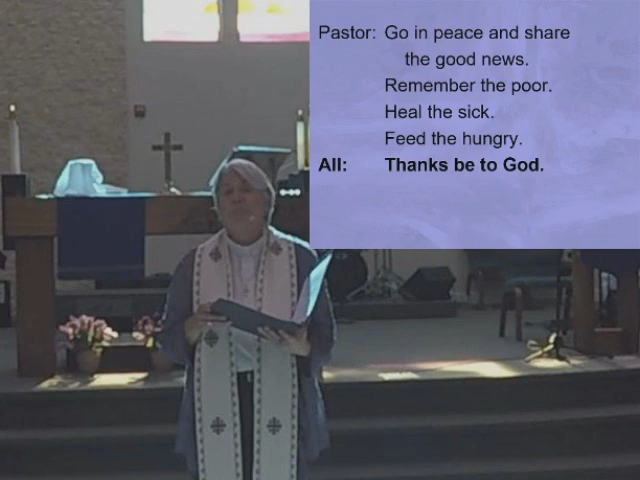 Pastor: Go in peace and share
the good news.
Remember the poor.
Heal the sick.
Feed the hungry.
All: Thanks be to God.